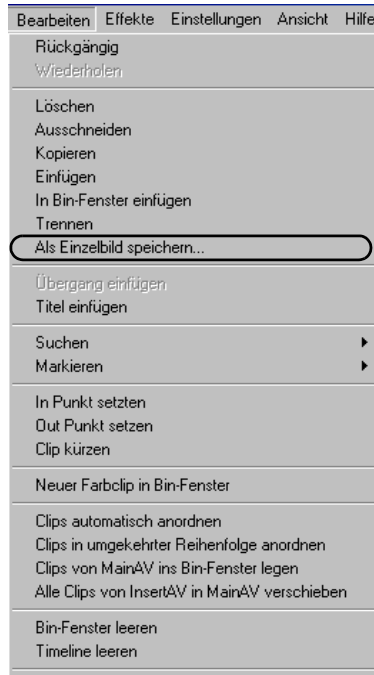 Bearbeiten Effekte Einstellungen Ansicht Hilfe
Rückgängig
Wiederholen
Löschen
Ausschneiden
Kopieren
Einfügen
In Bin-Fenster einfügen
Trennen
Als Einzelbild speichern...
Übergang einfügen
Titel einfügen
Suchen
Markieren
In Punkt setzten
Out Punkt setzen
Clip kürzen
Neuer Farbclip in Bin-Fenster
Clips automatisch anordnen
Clips in umgekehrter Reihenfolge anordnen
Clips von MainAV ins Bin-Fenster legen
Alle Clips von InsertAV in MainAV verschieben
Bin-Fenster leeren
Timeline leeren